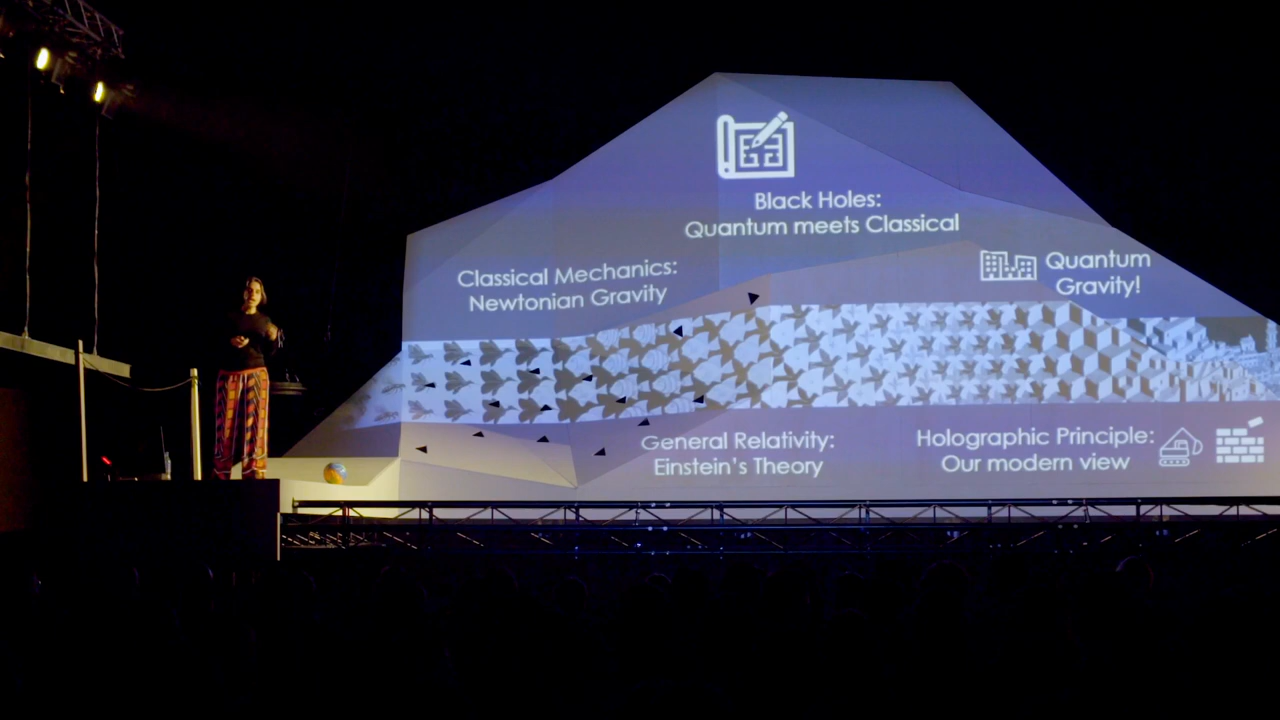 Black Holes:
Quantum meets Classical
Classical Mechanics:
Newtonian Gravity
Quantum
Gravity!
General Relativity:
Einstein's Theory
Holographic Principle:
Our modern view